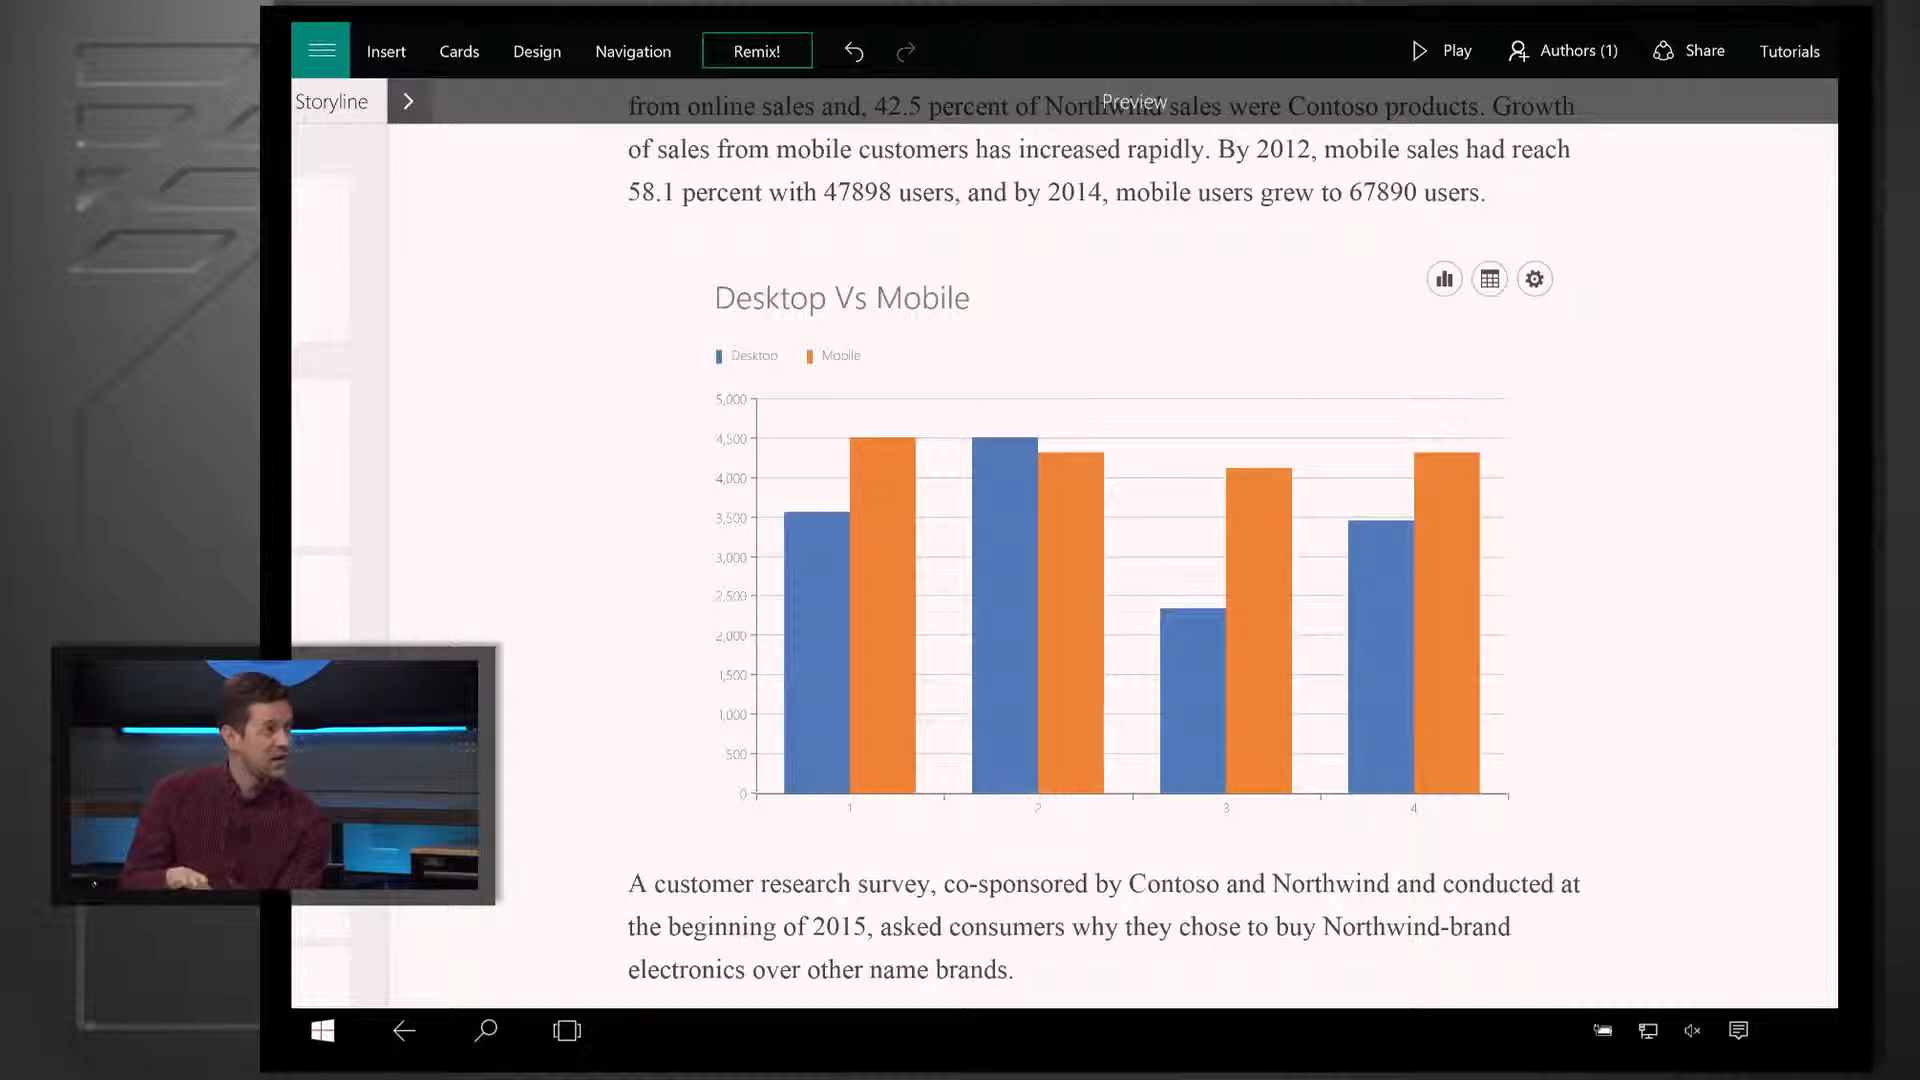 Insert Cards Design Navigation Remix! Play Authors (1) Share Tutorials
Storyline Preview
from online sales and, 42.5 percent of Northwind sales were Contoso products. Growth
of sales from mobile customers has increased rapidly. By 2012, mobile sales had reach
58.1 percent with 47898 users, and by 2014, mobile users grew to 67890 users.
Desktop Vs Mobile
Desktop Mobile
5,000
4,500
4,000
3,500
3,000
2,500
2,000
1,500
1,000
500
0
1 2 3 4
A customer research survey, co-sponsored by Contoso and Northwind and conducted at
the beginning of 2015, asked consumers why they chose to buy Northwind-brand
electronics over other name brands.